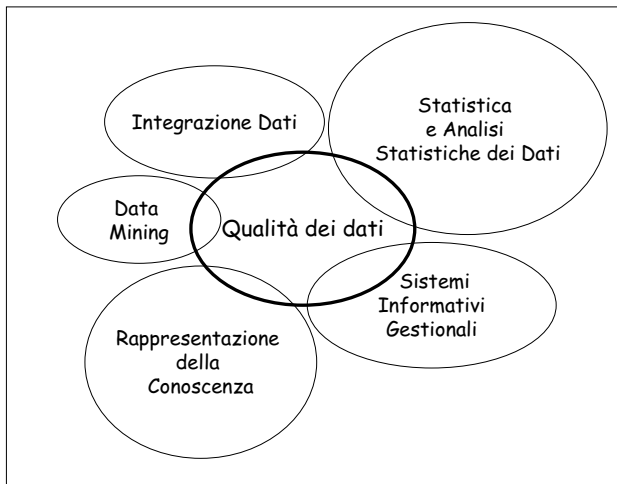 Integrazione Dati
Statistica
e Analisi
Statistiche dei Dati
Data
Mining
Qualità dei dati
Sistemi
Informativi
Gestionali
Rappresentazione
della
Conoscenza